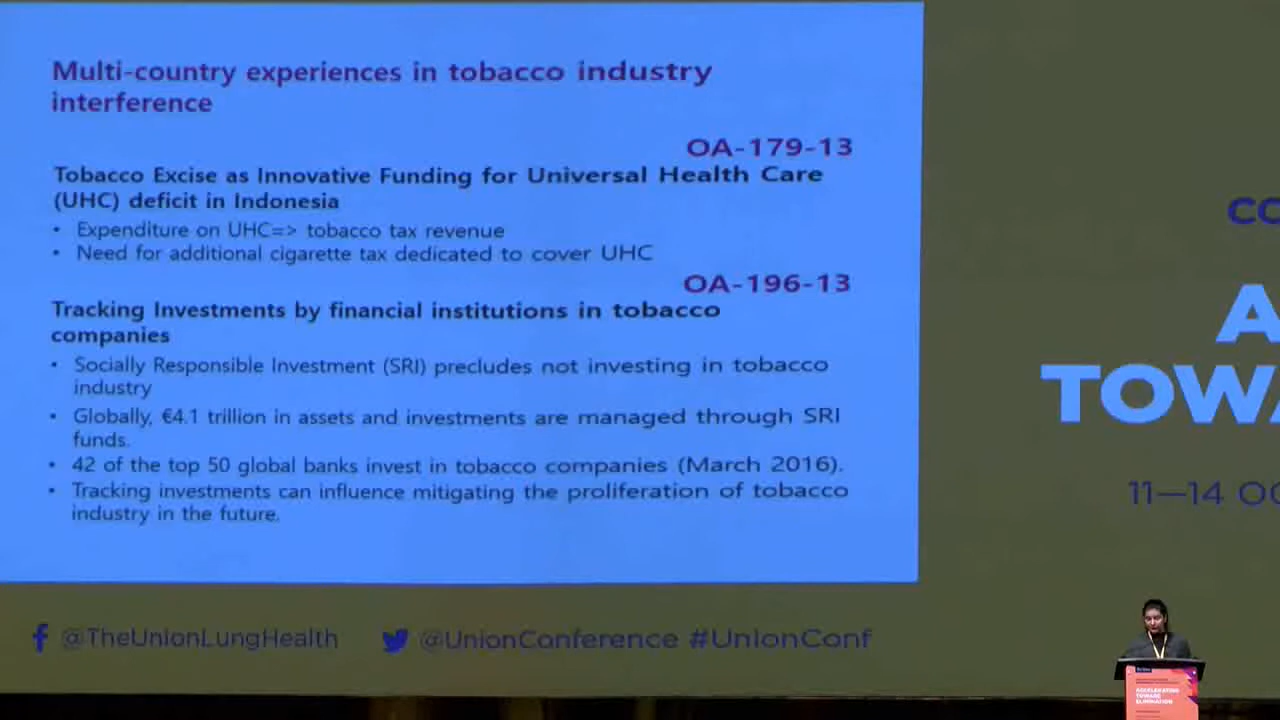 Multi-country experiences in tobacco industry
interference
OA-179-13
Tobacco Excise as Innovative Funding for Universal Health Care
(UHC) deficit in Indonesia
• Expenditure on UHC=> tobacco tax revenue
• Need for additional cigarette tax dedicated to cover UHC
OA-196-13
Tracking Investments by financial institutions in tobacco
companies
• Socially Responsible Investment (SRI) precludes not investing in tobacco
industry
• Globally, €4.1 trillion in assets and investments are managed through SRI
funds.
• 42 of the top 50 global banks invest in tobacco companies (March 2016).
• Tracking investments can influence mitigating the proliferation of tobacco
industry in the future.
@TheUnionLungHealth @UnionConference #UnionConf
CO
A
TOWA
11—14 OC
ACCELERATING
TOWARD
ELIMINATION